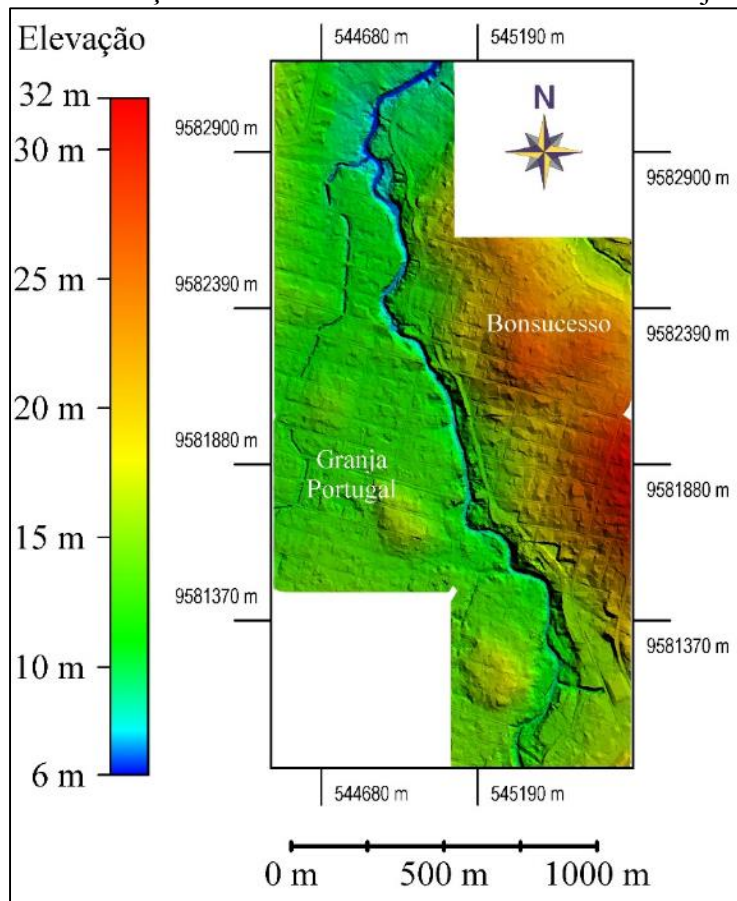 Elevação
32 m
30 m
25 m
20 m
15 m
10 m
6 m
544680 m
545190 m
N
9582900 m
9582900 m
9582390 m
9582390 m
Bonsucesso
9581880 m
9581880 m
Granja
Portugal
9581370 m
9581370 m
544680 m
545190 m
0 m
500 m
1000 m